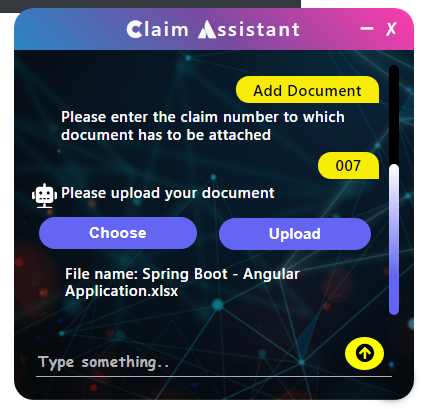 Claim Assistant
– X
Add Document
Please enter the claim number to which
document has to be attached
007
Please upload your document
Choose
Upload
File name: Spring Boot - Angular
Application.xlsx
Type something..